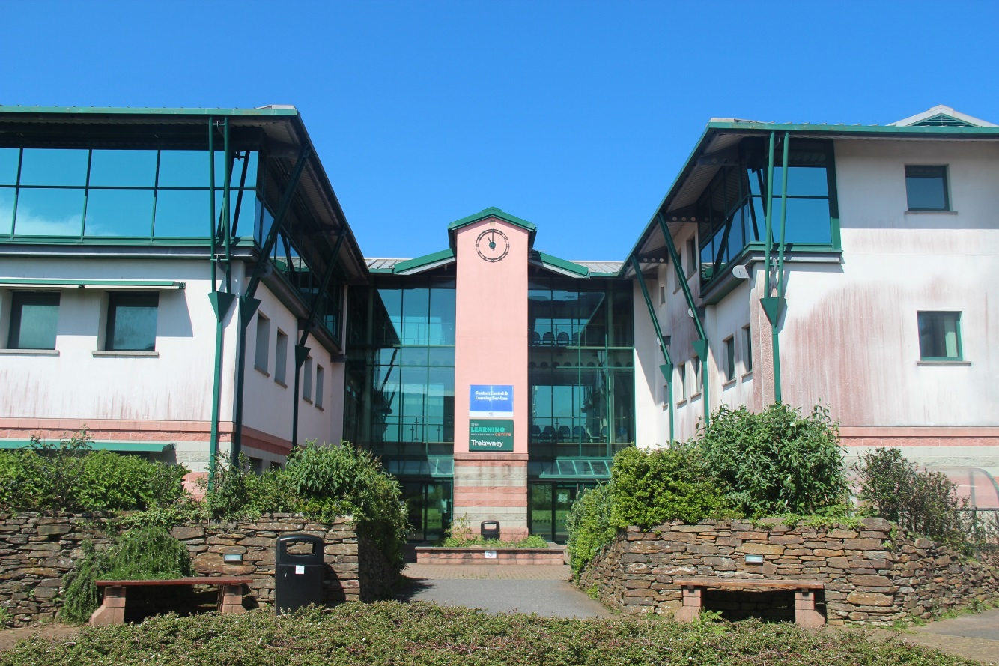 Student Central &
Learning Services
the
LEARNING
centre
Trelawney